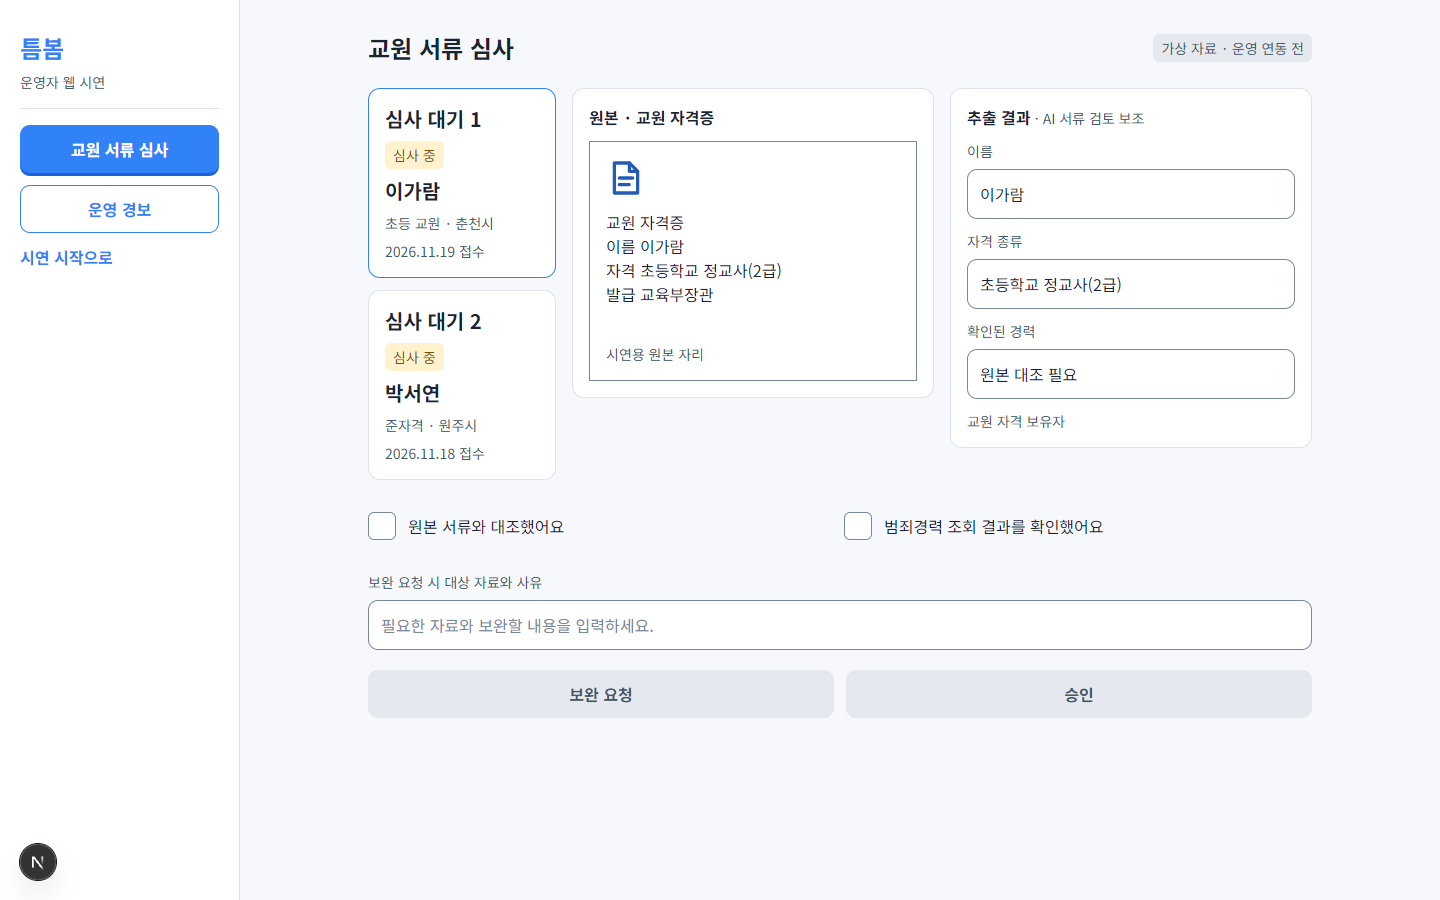 틈봄
운영자 웹 시연
교원 서류 심사
운영 경보
시연 시작으로
교원 서류 심사
가상 자료 · 운영 연동 전
심사 대기 1
심사 중
이가람
초등 교원 · 춘천시
2026.11.19 접수
심사 대기 2
심사 중
박서연
준자격 · 원주시
2026.11.18 접수
원본 · 교원 자격증
교원 자격증
이름 이가람
자격 초등학교 정교사(2급)
발급 교육부장관
시연용 원본 자리
추출 결과 · AI 서류 검토 보조
이름
이가람
자격 종류
초등학교 정교사(2급)
확인된 경력
원본 대조 필요
교원 자격 보유자
원본 서류와 대조했어요
범죄경력 조회 결과를 확인했어요
보완 요청 시 대상 자료와 사유
필요한 자료와 보완할 내용을 입력하세요.
보완 요청
승인
N